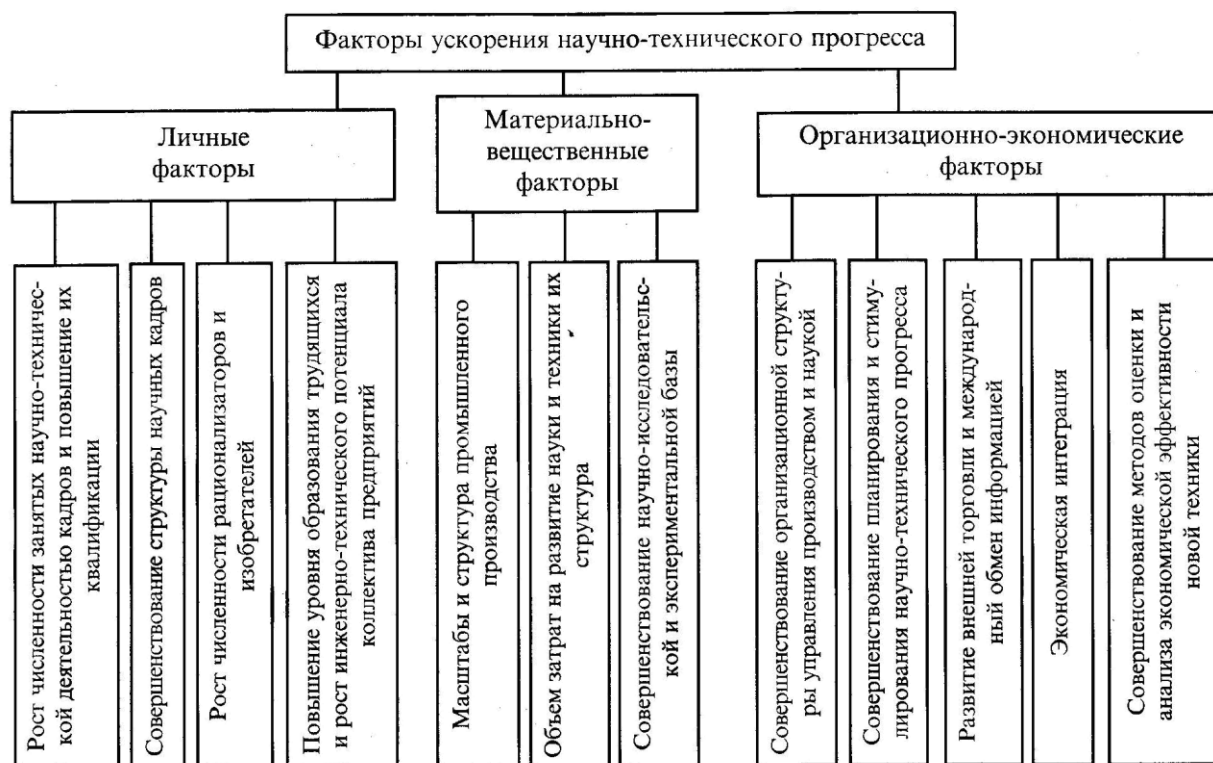 Факторы ускорения научно-технического прогресса
Личные
факторы
Материально-
вещественные
факторы
Организационно-экономические
факторы
Рост численности занятых научно-техничес-
кой деятельностью кадров и повышение их
квалификации
Совершенствование структуры научных кадров
Рост численности рационализаторов и
изобретателей
Повышение уровня образования трудящихся
и рост инженерно-технического потенциала
коллектива предприятий
Масштабы и структура промышленного
производства
Объем затрат на развитие науки и техники их
структура
Совершенствование научно-исследовательс-
кой и экспериментальной базы
Совершенствование организационной структу-
ры управления производством и наукой
Совершенствование планирования и стиму-
лирования научно-технического прогресса
Развитие внешней торговли и международ-
ный обмен информацией
Экономическая интеграция
Совершенствование методов оценки и
анализа экономической эффективности
новой техники